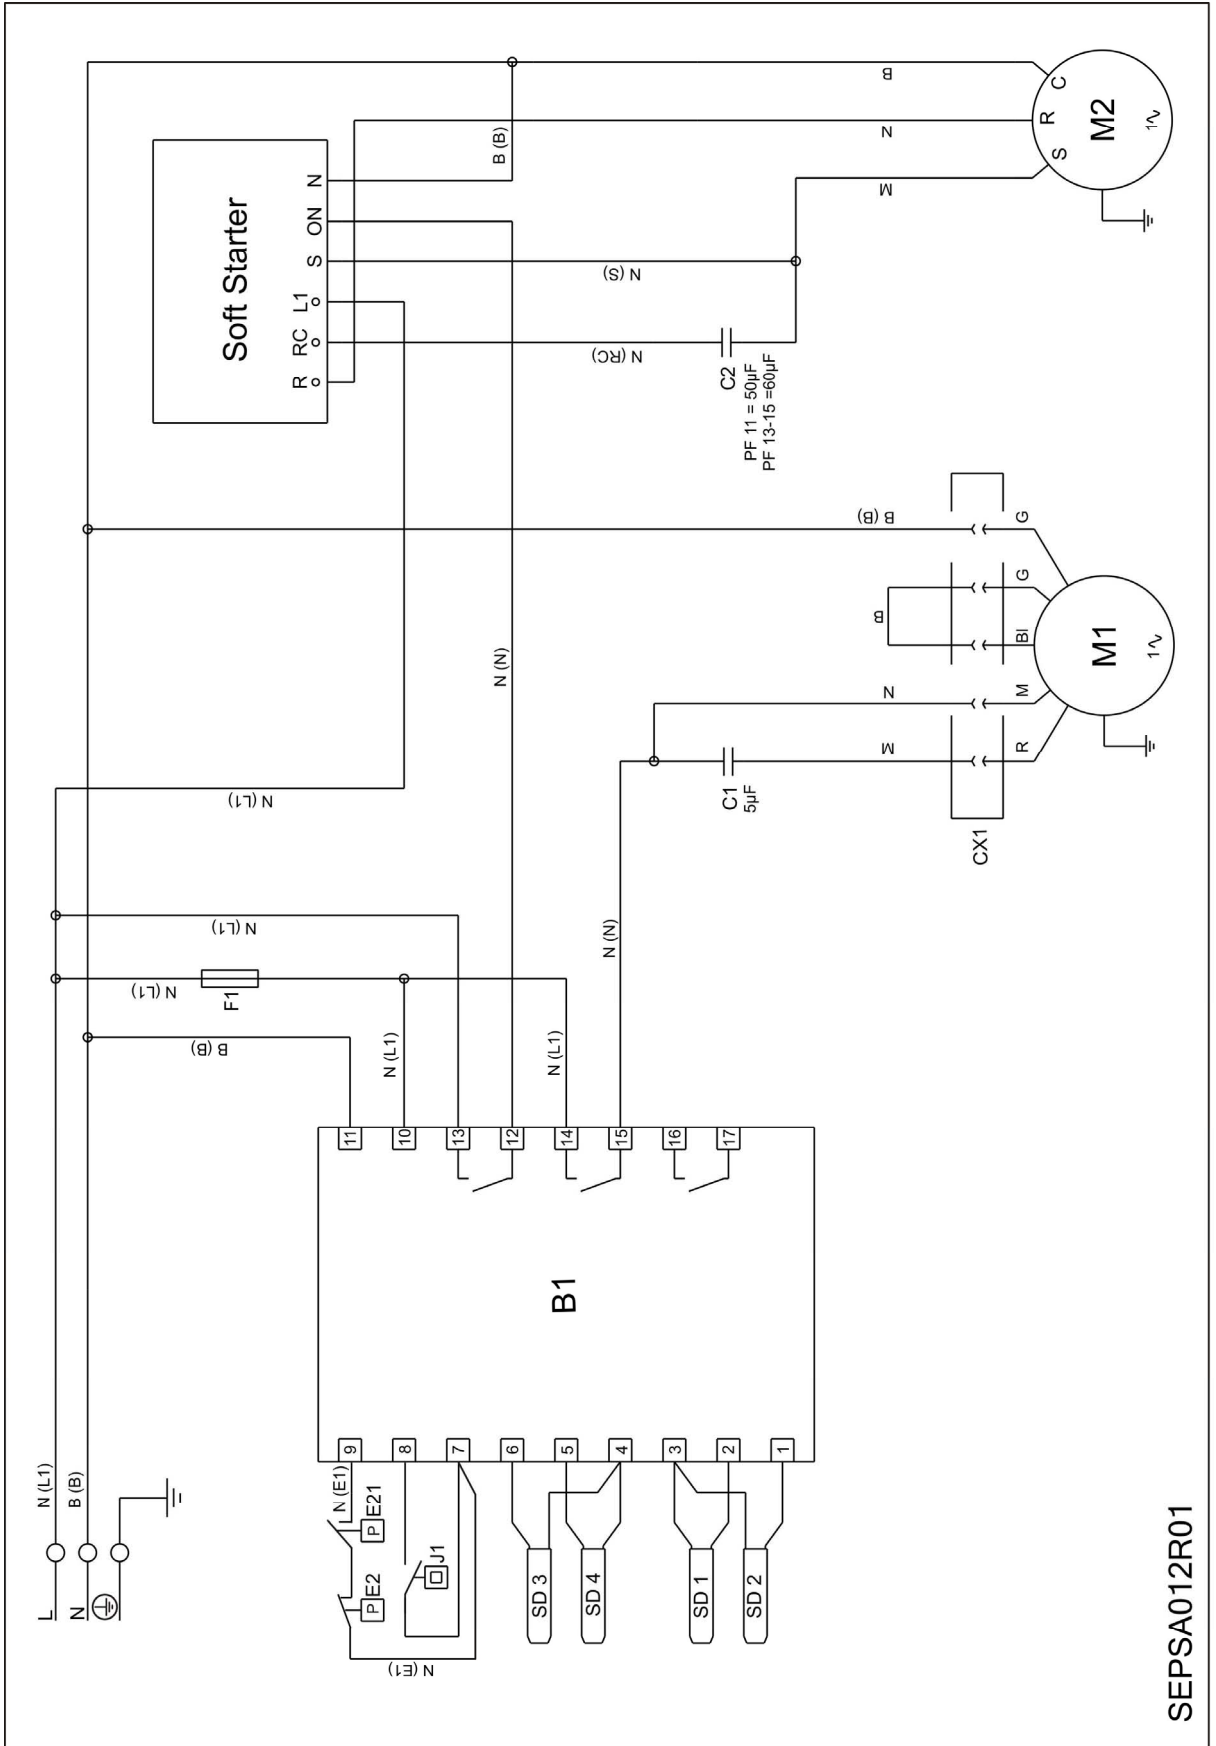 L
N (L1)
N
B (B)
N (L1)
N (L1)
N (L1)
B (B)
F1
Soft Starter
R
RC
L1
S
ON
N
N (E1)
P
E2
P
E21
N (E1)
J1
9
8
7
6
5
4
3
2
1
B1
11
10
13
12
14
15
16
17
N (L1)
N (L1)
N (N)
N (N)
B (B)
N (S)
N (RC)
SD 3
SD 4
SD 1
SD 2
C1
5µF
C2
PF 11 = 50µF
PF 13-15 =60µF
M
N
B
B (B)
M
N
B
CX1
R
M
Bl
G
G
M1
1∿
S
R
C
M2
1∿
SEPSA012R01